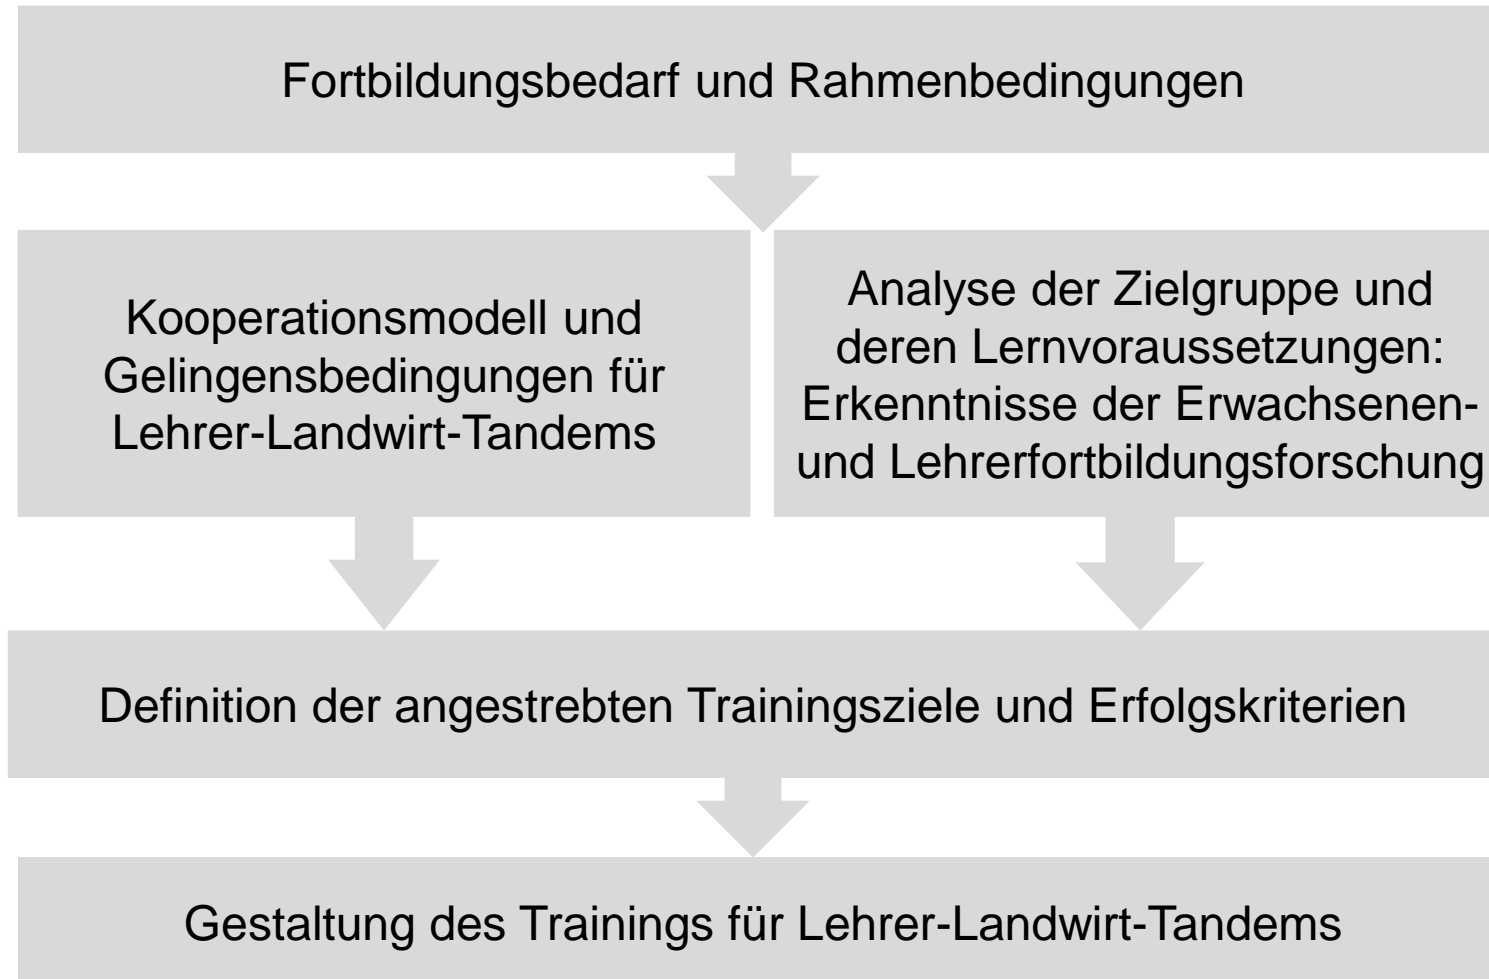 Fortbildungsbedarf und Rahmenbedingungen
Kooperationsmodell und
Gelingensbedingungen für
Lehrer-Landwirt-Tandems
Analyse der Zielgruppe und
deren Lernvoraussetzungen:
Erkenntnisse der Erwachsenen-
und Lehrerfortbildungsforschung
Definition der angestrebten Trainingsziele und Erfolgskriterien
Gestaltung des Trainings für Lehrer-Landwirt-Tandems